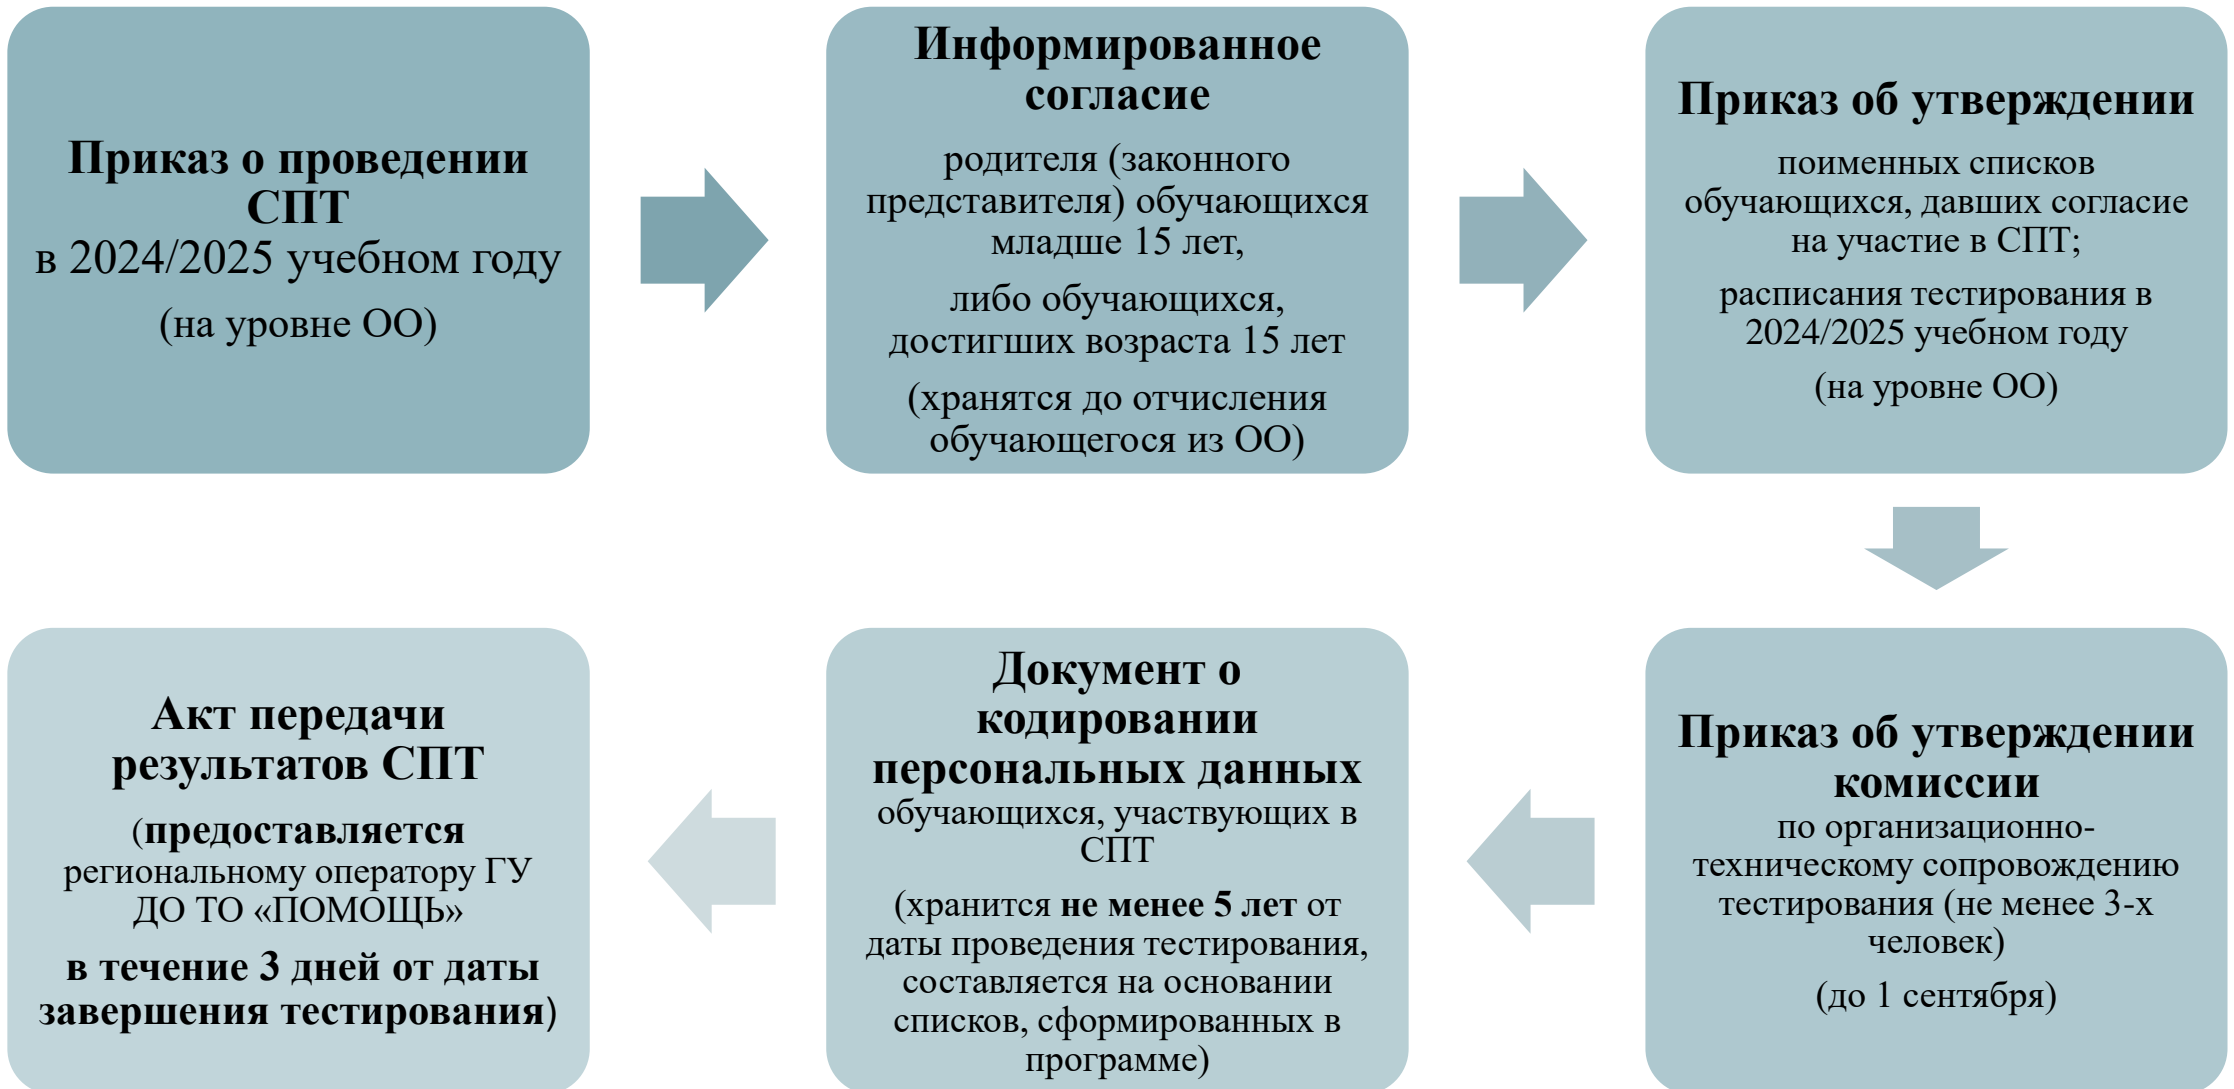 Приказ о проведении
СПТ
в 2024/2025 учебном году
(на уровне ОО)
Информированное
согласие
родителя (законного
представителя) обучающихся
младше 15 лет,
либо обучающихся,
достигших возраста 15 лет
(хранятся до отчисления
обучающегося из ОО)
Приказ об утверждении
поименных списков
обучающихся, давших согласие
на участие в СПТ;
расписания тестирования в
2024/2025 учебном году
(на уровне ОО)
Приказ об утверждении
комиссии
по организационно-
техническому сопровождению
тестирования (не менее 3-х
человек)
(до 1 сентября)
Документ о
кодировании
персональных данных
обучающихся, участвующих в
СПТ
(хранится не менее 5 лет от
даты проведения тестирования,
составляется на основании
списков, сформированных в
программе)
Акт передачи
результатов СПТ
(предоставляется
региональному оператору ГУ
ДО ТО «ПОМОЩЬ»
в течение 3 дней от даты
завершения тестирования)